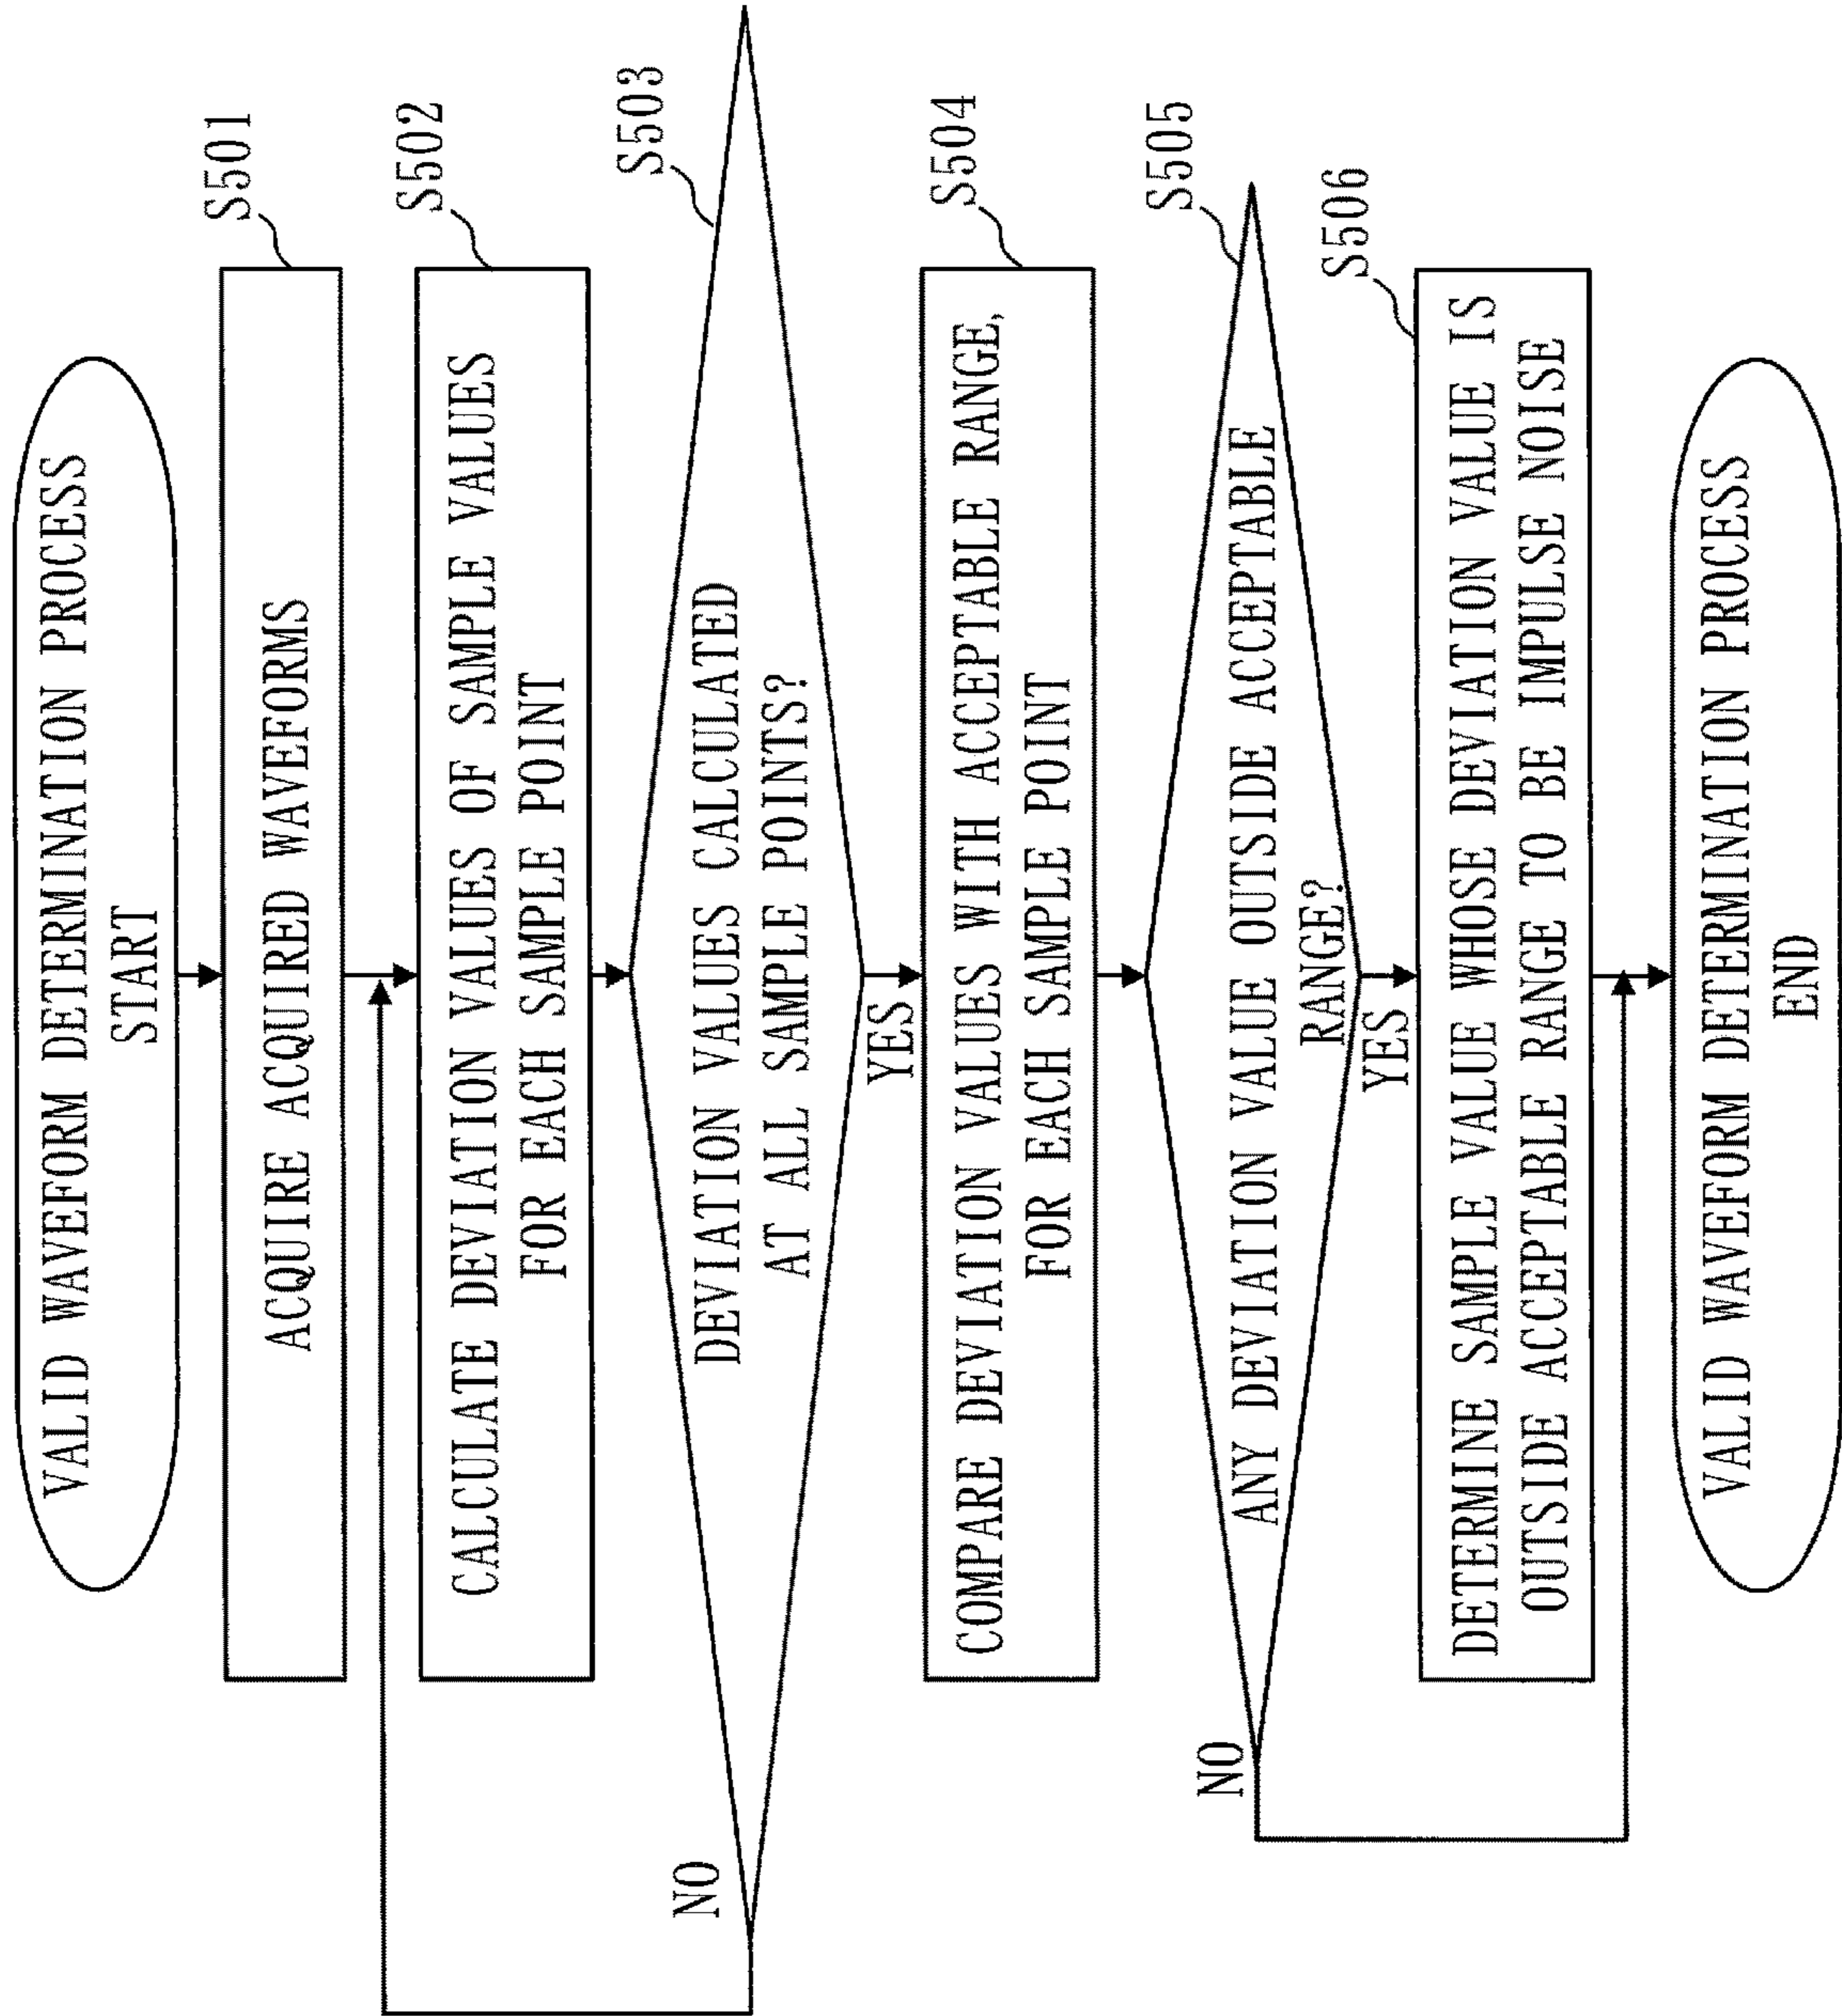 VALID WAVEFORM DETERMINATION PROCESS
START
S501
ACQUIRE ACQUIRED WAVEFORMS
S502
CALCULATE DEVIATION VALUES OF SAMPLE VALUES
FOR EACH SAMPLE POINT
S503
DEVIATION VALUES CALCULATED
AT ALL SAMPLE POINTS?
NO
YES
S504
COMPARE DEVIATION VALUES WITH ACCEPTABLE RANGE,
FOR EACH SAMPLE POINT
S505
ANY DEVIATION VALUE OUTSIDE ACCEPTABLE
RANGE?
NO
YES
S506
DETERMINE SAMPLE VALUE WHOSE DEVIATION VALUE IS
OUTSIDE ACCEPTABLE RANGE TO BE IMPULSE NOISE
VALID WAVEFORM DETERMINATION PROCESS
END